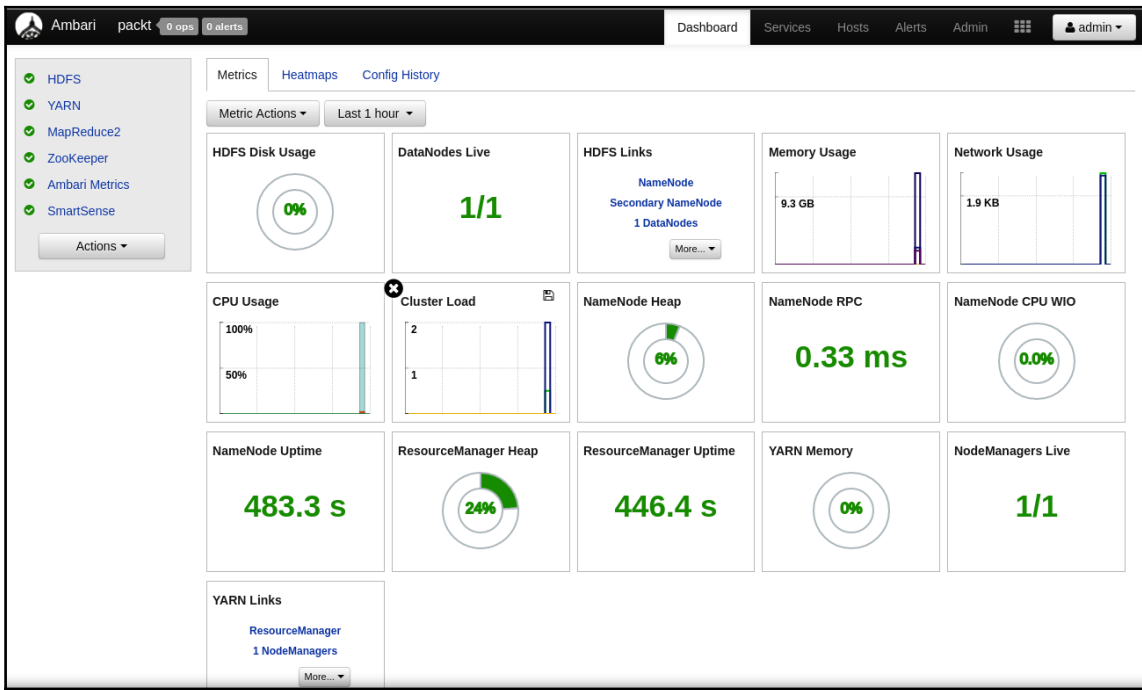 Ambari packt 0 ops 0 alerts Dashboard Services Hosts Alerts Admin admin
HDFS
YARN
MapReduce2
ZooKeeper
Ambari Metrics
SmartSense
Actions
Metrics Heatmaps Config History
Metric Actions Last 1 hour
HDFS Disk Usage
0%
DataNodes Live
1/1
HDFS Links
NameNode
Secondary NameNode
1 DataNodes
More...
Memory Usage
9.3 GB
Network Usage
1.9 KB
CPU Usage
100%
50%
Cluster Load
2
1
NameNode Heap
6%
NameNode RPC
0.33 ms
NameNode CPU WIO
0.0%
NameNode Uptime
483.3 s
ResourceManager Heap
24%
ResourceManager Uptime
446.4 s
YARN Memory
0%
NodeManagers Live
1/1
YARN Links
ResourceManager
1 NodeManagers
More...